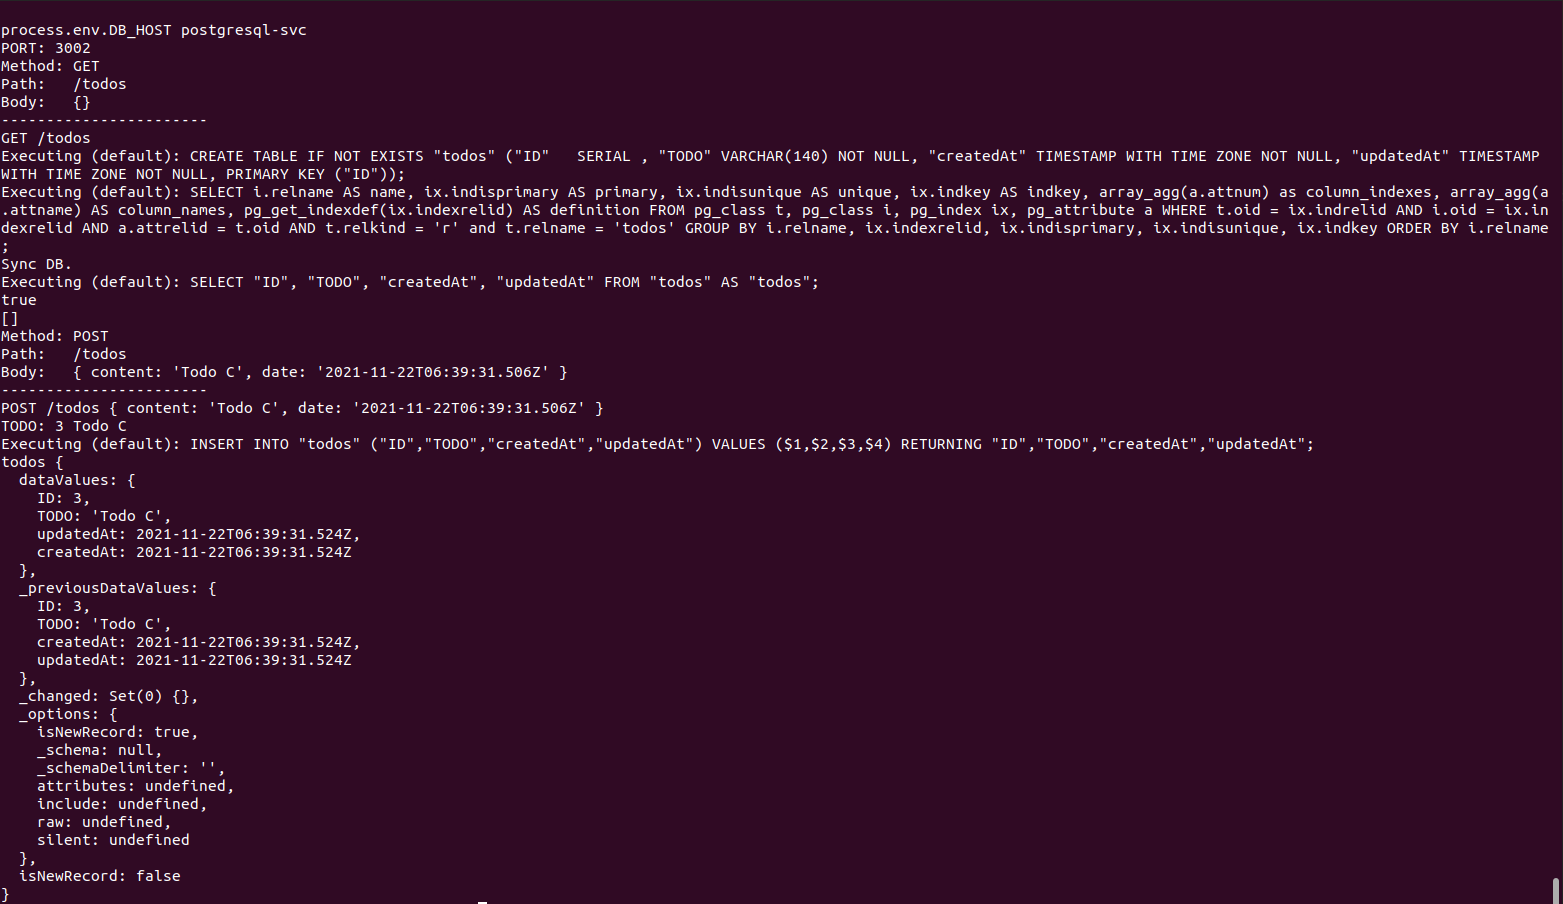 process.env.DB_HOST postgresql-svc
PORT: 3002
Method: GET
Path:   /todos
Body:   {}
-----------------------
GET /todos
Executing (default): CREATE TABLE IF NOT EXISTS "todos" ("ID"   SERIAL , "TODO" VARCHAR(140) NOT NULL, "createdAt" TIMESTAMP WITH TIME ZONE NOT NULL, "updatedAt" TIMESTAMP
WITH TIME ZONE NOT NULL, PRIMARY KEY ("ID"));
Executing (default): SELECT i.relname AS name, ix.indisprimary AS primary, ix.indisunique AS unique, ix.indkey AS indkey, array_agg(a.attnum) as column_indexes, array_agg(a
.attname) AS column_names, pg_get_indexdef(ix.indexrelid) AS definition FROM pg_class t, pg_class i, pg_index ix, pg_attribute a WHERE t.oid = ix.indrelid AND i.oid = ix.in
dexrelid AND a.attrelid = t.oid AND t.relkind = 'r' and t.relname = 'todos' GROUP BY i.relname, ix.indexrelid, ix.indisprimary, ix.indisunique, ix.indkey ORDER BY i.relname
;
Sync DB.
Executing (default): SELECT "ID", "TODO", "createdAt", "updatedAt" FROM "todos" AS "todos";
true
[]
Method: POST
Path:   /todos
Body:   { content: 'Todo C', date: '2021-11-22T06:39:31.506Z' }
-----------------------
POST /todos { content: 'Todo C', date: '2021-11-22T06:39:31.506Z' }
TODO: 3 Todo C
Executing (default): INSERT INTO "todos" ("ID","TODO","createdAt","updatedAt") VALUES ($1,$2,$3,$4) RETURNING "ID","TODO","createdAt","updatedAt";
todos {
  dataValues: {
    ID: 3,
    TODO: 'Todo C',
    updatedAt: 2021-11-22T06:39:31.524Z,
    createdAt: 2021-11-22T06:39:31.524Z
  },
  _previousDataValues: {
    ID: 3,
    TODO: 'Todo C',
    createdAt: 2021-11-22T06:39:31.524Z,
    updatedAt: 2021-11-22T06:39:31.524Z
  },
  _changed: Set(0) {},
  _options: {
    isNewRecord: true,
    _schema: null,
    _schemaDelimiter: '',
    attributes: undefined,
    include: undefined,
    raw: undefined,
    silent: undefined
  },
  isNewRecord: false
}